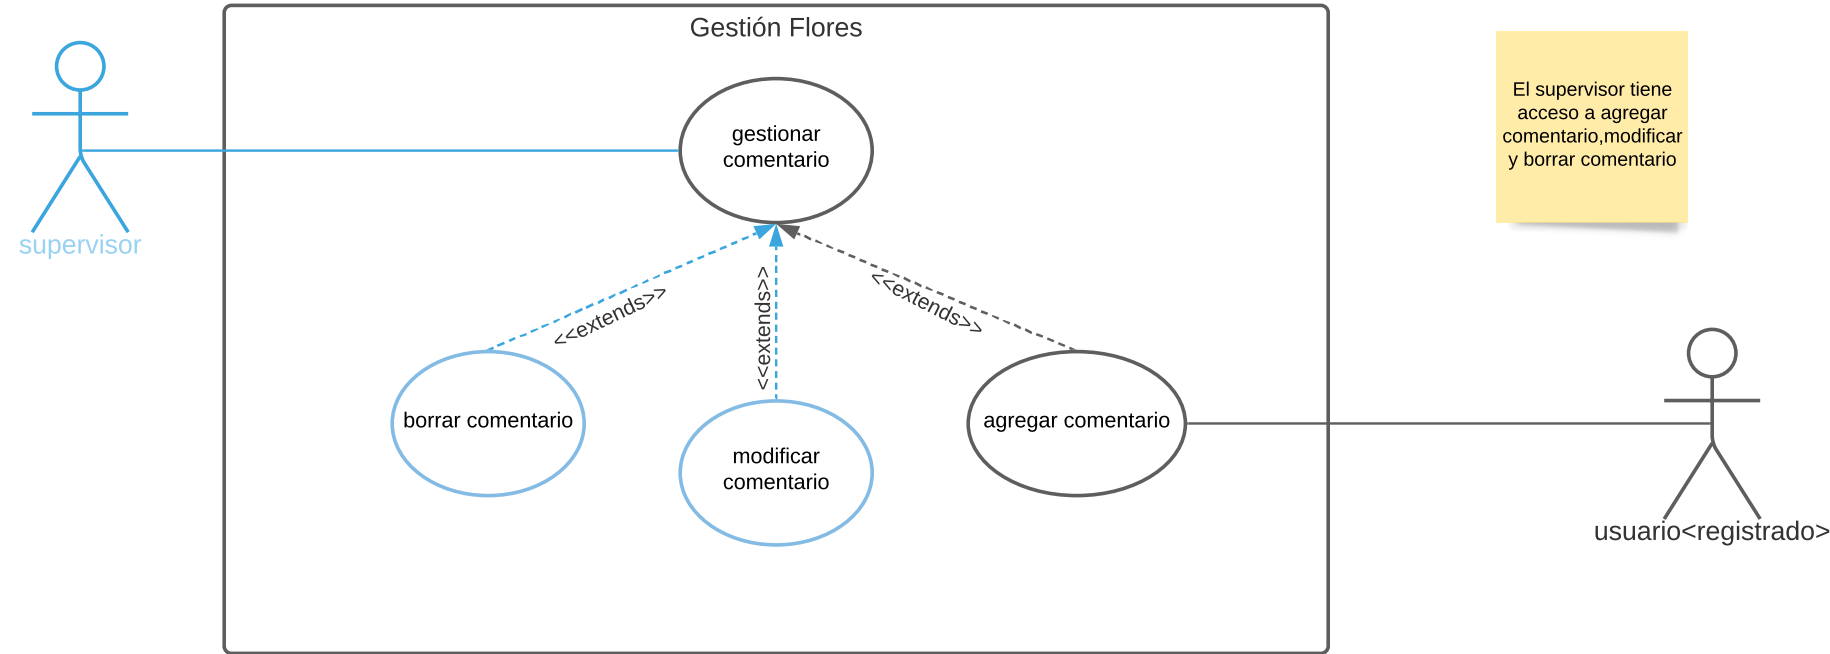 Gestión Flores
El supervisor tiene
acceso a agregar
comentario,modificar
y borrar comentario
gestionar
comentario
supervisor
<<extends>>
<<extends>>
<<extends>>
borrar comentario
modificar
comentario
agregar comentario
usuario<registrado>